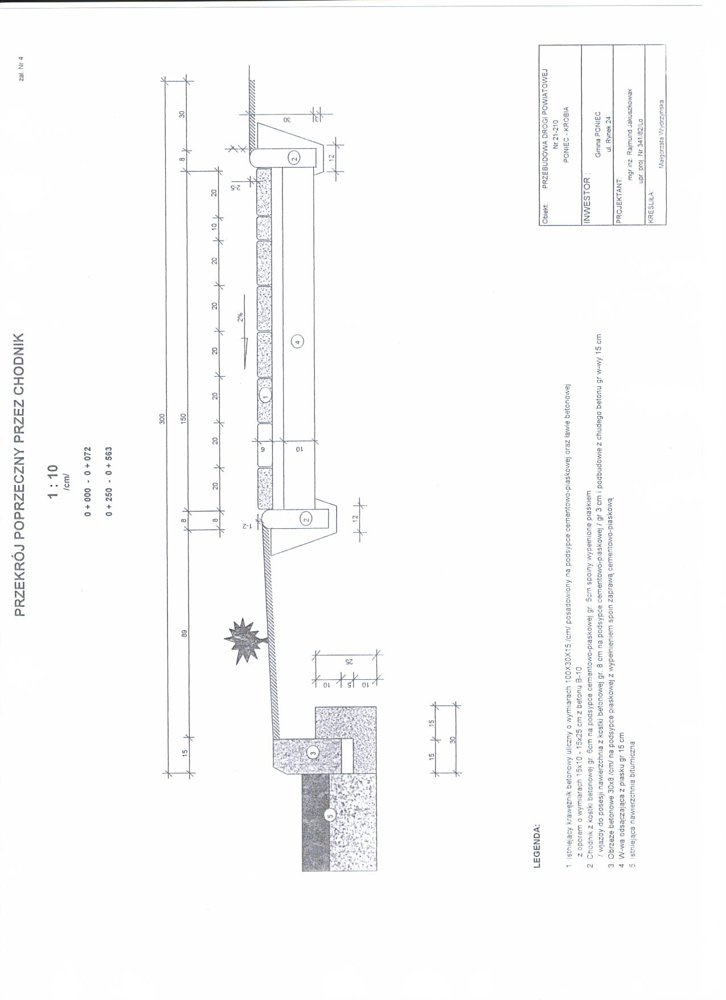 zał. Nr 4
PRZEKRÓJ POPRZECZNY PRZEZ CHODNIK
1 : 10
/cm/
0 + 000 - 0 + 072
0 + 250 - 0 + 563
300
15 89 8 150 8 30
8 20 20 20 20 20 20 10 20
2%
1-2
2-5
6
10
1
2
2
4
3
5
30
3
12
12
10 5 10
25
15 15
30
LEGENDA:
1. Istniejący krawężnik betonowy uliczny o wymiarach 100X30X15 /cm/ posadowiony na podsypce cementowo-piaskowej oraz ławie betonowej
z oporem o wymiarach 15x10 - 15x25 cm z betonu B-10
2. Chodnik z kostki betonowej gr. 6cm na podsypce cementowo-piaskowej gr. 5cm spoiny wypełnione piaskiem
/ wjazdy do posesji nawierzchnia z kostki betonowej gr. 8 cm na podsypce cementowo-piaskowej / gr 3 cm i podbudowie z chudego betonu gr w-wy 15 cm
3. Obrzeże betonowe 30x8 /cm/ na podsypce piaskowej z wypełnieniem spoin zaprawą cementowo-piaskową
4 W-wa odsączająca z piasku gr 15 cm
5 istniejąca nawierzchnia bitumiczna
Obiekt: PRZEBUDOWA DROGI POWIATOWEJ
Nr 21-210
PONIEC - KROBIA
INWESTOR :
Gmina PONIEC
ul. Rynek 24
PROJEKTANT:
mgr inż. Rajmund Jakuszkowiak
upr. proj Nr 341/82/Lo
KREŚLIŁA:
Małgorzata Wydrzyńska